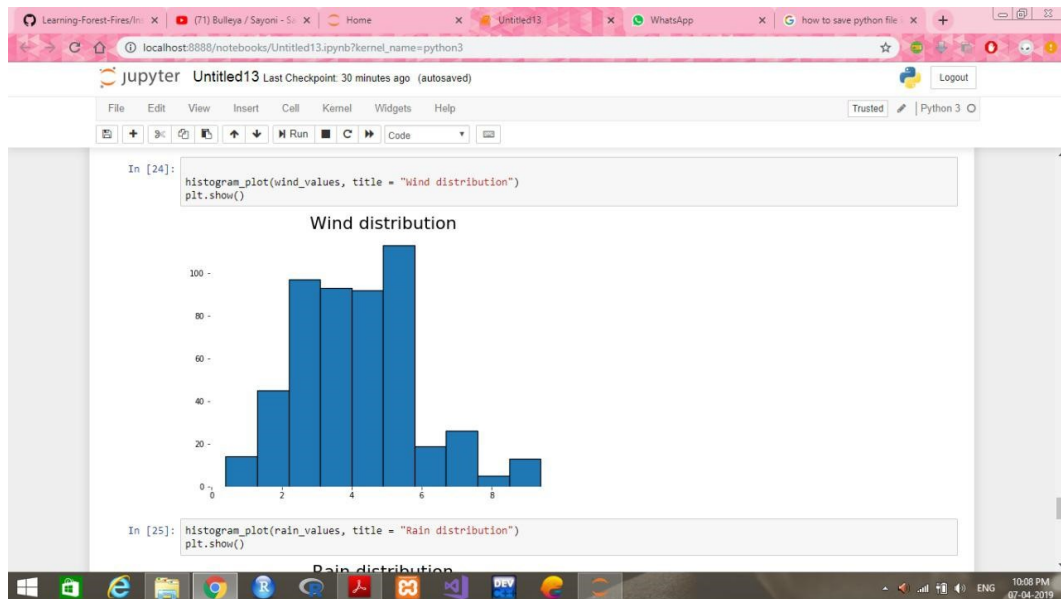 Learning-Forest-Fires/In
(71) Bulleya / Sayoni - Sa
Home
Untitled13
WhatsApp
how to save python file
localhost:8888/notebooks/Untitled13.ipynb?kernel_name=python3
jupyter Untitled13 Last Checkpoint: 30 minutes ago (autosaved)
Logout
File Edit View Insert Cell Kernel Widgets Help
Trusted Python 3
Run Code
In [24]:
histogram_plot(wind_values, title = "Wind distribution")
plt.show()
Wind distribution
100
80
60
40
20
0
0 2 4 6 8
In [25]: histogram_plot(rain_values, title = "Rain distribution")
plt.show()
Rain distribution
R
DEV
ENG
10:08 PM
07-04-2019